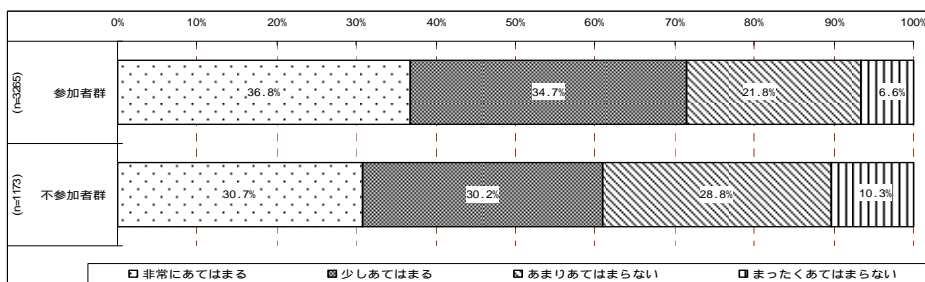 0% 10% 20% 30% 40% 50% 60% 70% 80% 90% 100%
(n=3265) 参加者群 36.8% 34.7% 21.8% 6.6%
(n=1173) 不参加者群 30.7% 30.2% 28.8% 10.3%
非常にあてはまる 少しあてはまる あまりあてはまらない まったくあてはまらない